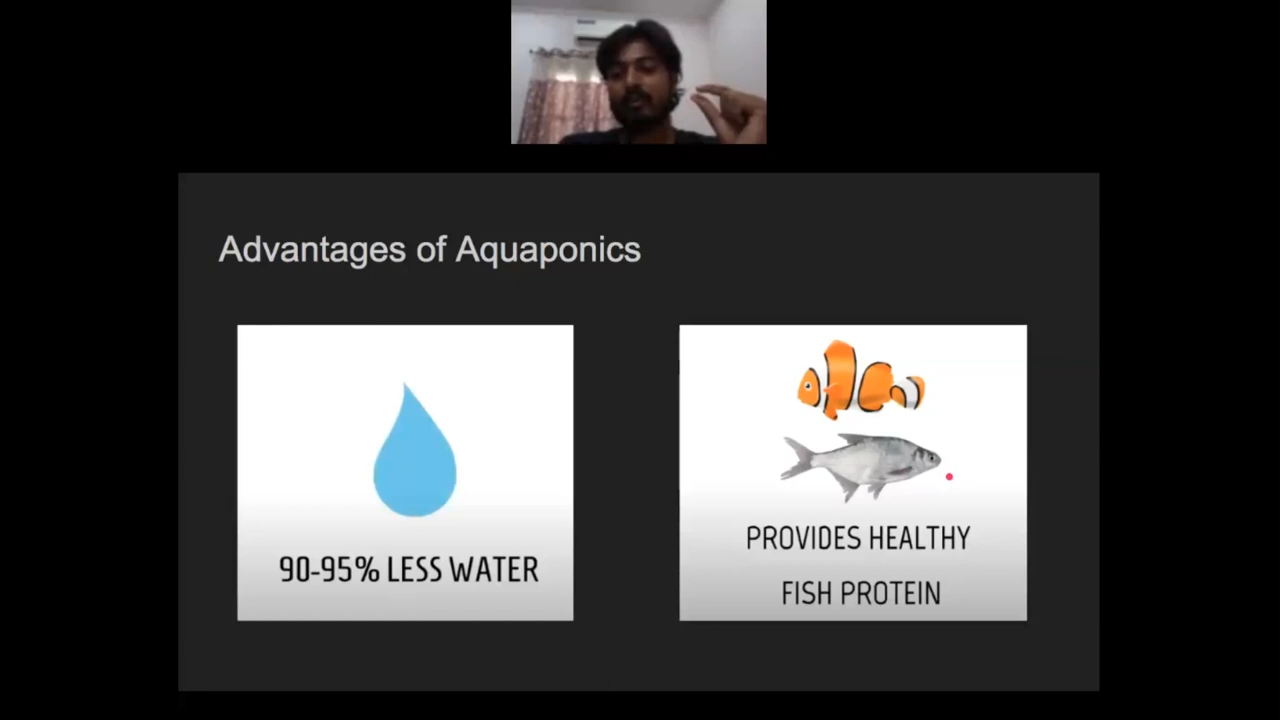 Advantages of Aquaponics
90-95% LESS WATER
PROVIDES HEALTHY
FISH PROTEIN